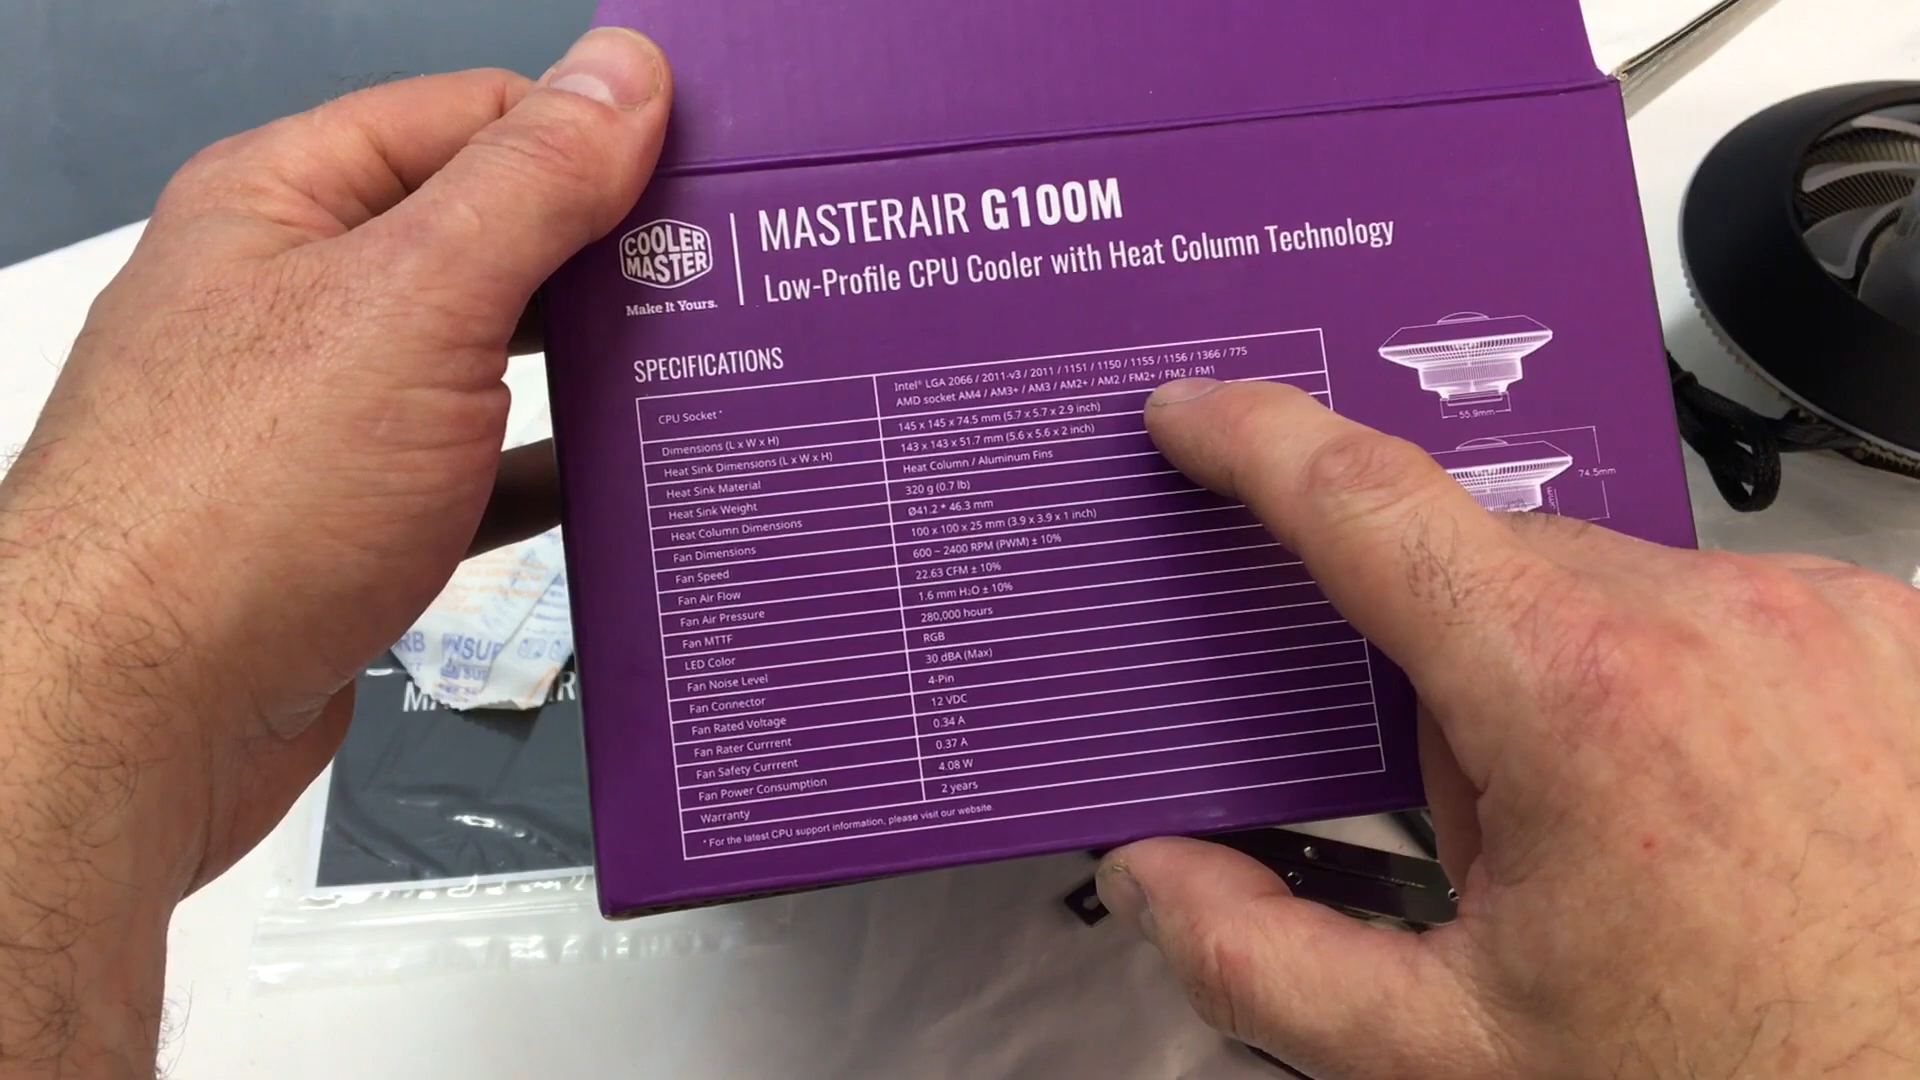 COOLER
MASTER
Make It Yours.
MASTERAIR G100M
Low-Profile CPU Cooler with Heat Column Technology
SPECIFICATIONS
CPU Socket * Intel® LGA 2066 / 2011-v3 / 2011 / 1151 / 1150 / 1155 / 1156 / 1366 / 775
AMD socket AM4 / AM3+ / AM3 / AM2+ / AM2 / FM2+ / FM2 / FM1
Dimensions (L x W x H) 145 x 145 x 74.5 mm (5.7 x 5.7 x 2.9 inch)
Heat Sink Dimensions (L x W x H) 143 x 143 x 51.7 mm (5.6 x 5.6 x 2 inch)
Heat Sink Material Heat Column / Aluminum Fins
Heat Sink Weight 320 g (0.7 lb)
Heat Column Dimensions Ø41.2 * 46.3 mm
Fan Dimensions 100 x 100 x 25 mm (3.9 x 3.9 x 1 inch)
Fan Speed 600 ~ 2400 RPM (PWM) ± 10%
Fan Air Flow 22.63 CFM ± 10%
Fan Air Pressure 1.6 mm H₂O ± 10%
Fan MTTF 280,000 hours
LED Color RGB
Fan Noise Level 30 dBA (Max)
Fan Connector 4-Pin
Fan Rated Voltage 12 VDC
Fan Rater Currrent 0.34 A
Fan Safety Currrent 0.37 A
Fan Power Consumption 4.08 W
Warranty 2 years
* For the latest CPU support information, please visit our website.
55.9mm
74.5mm